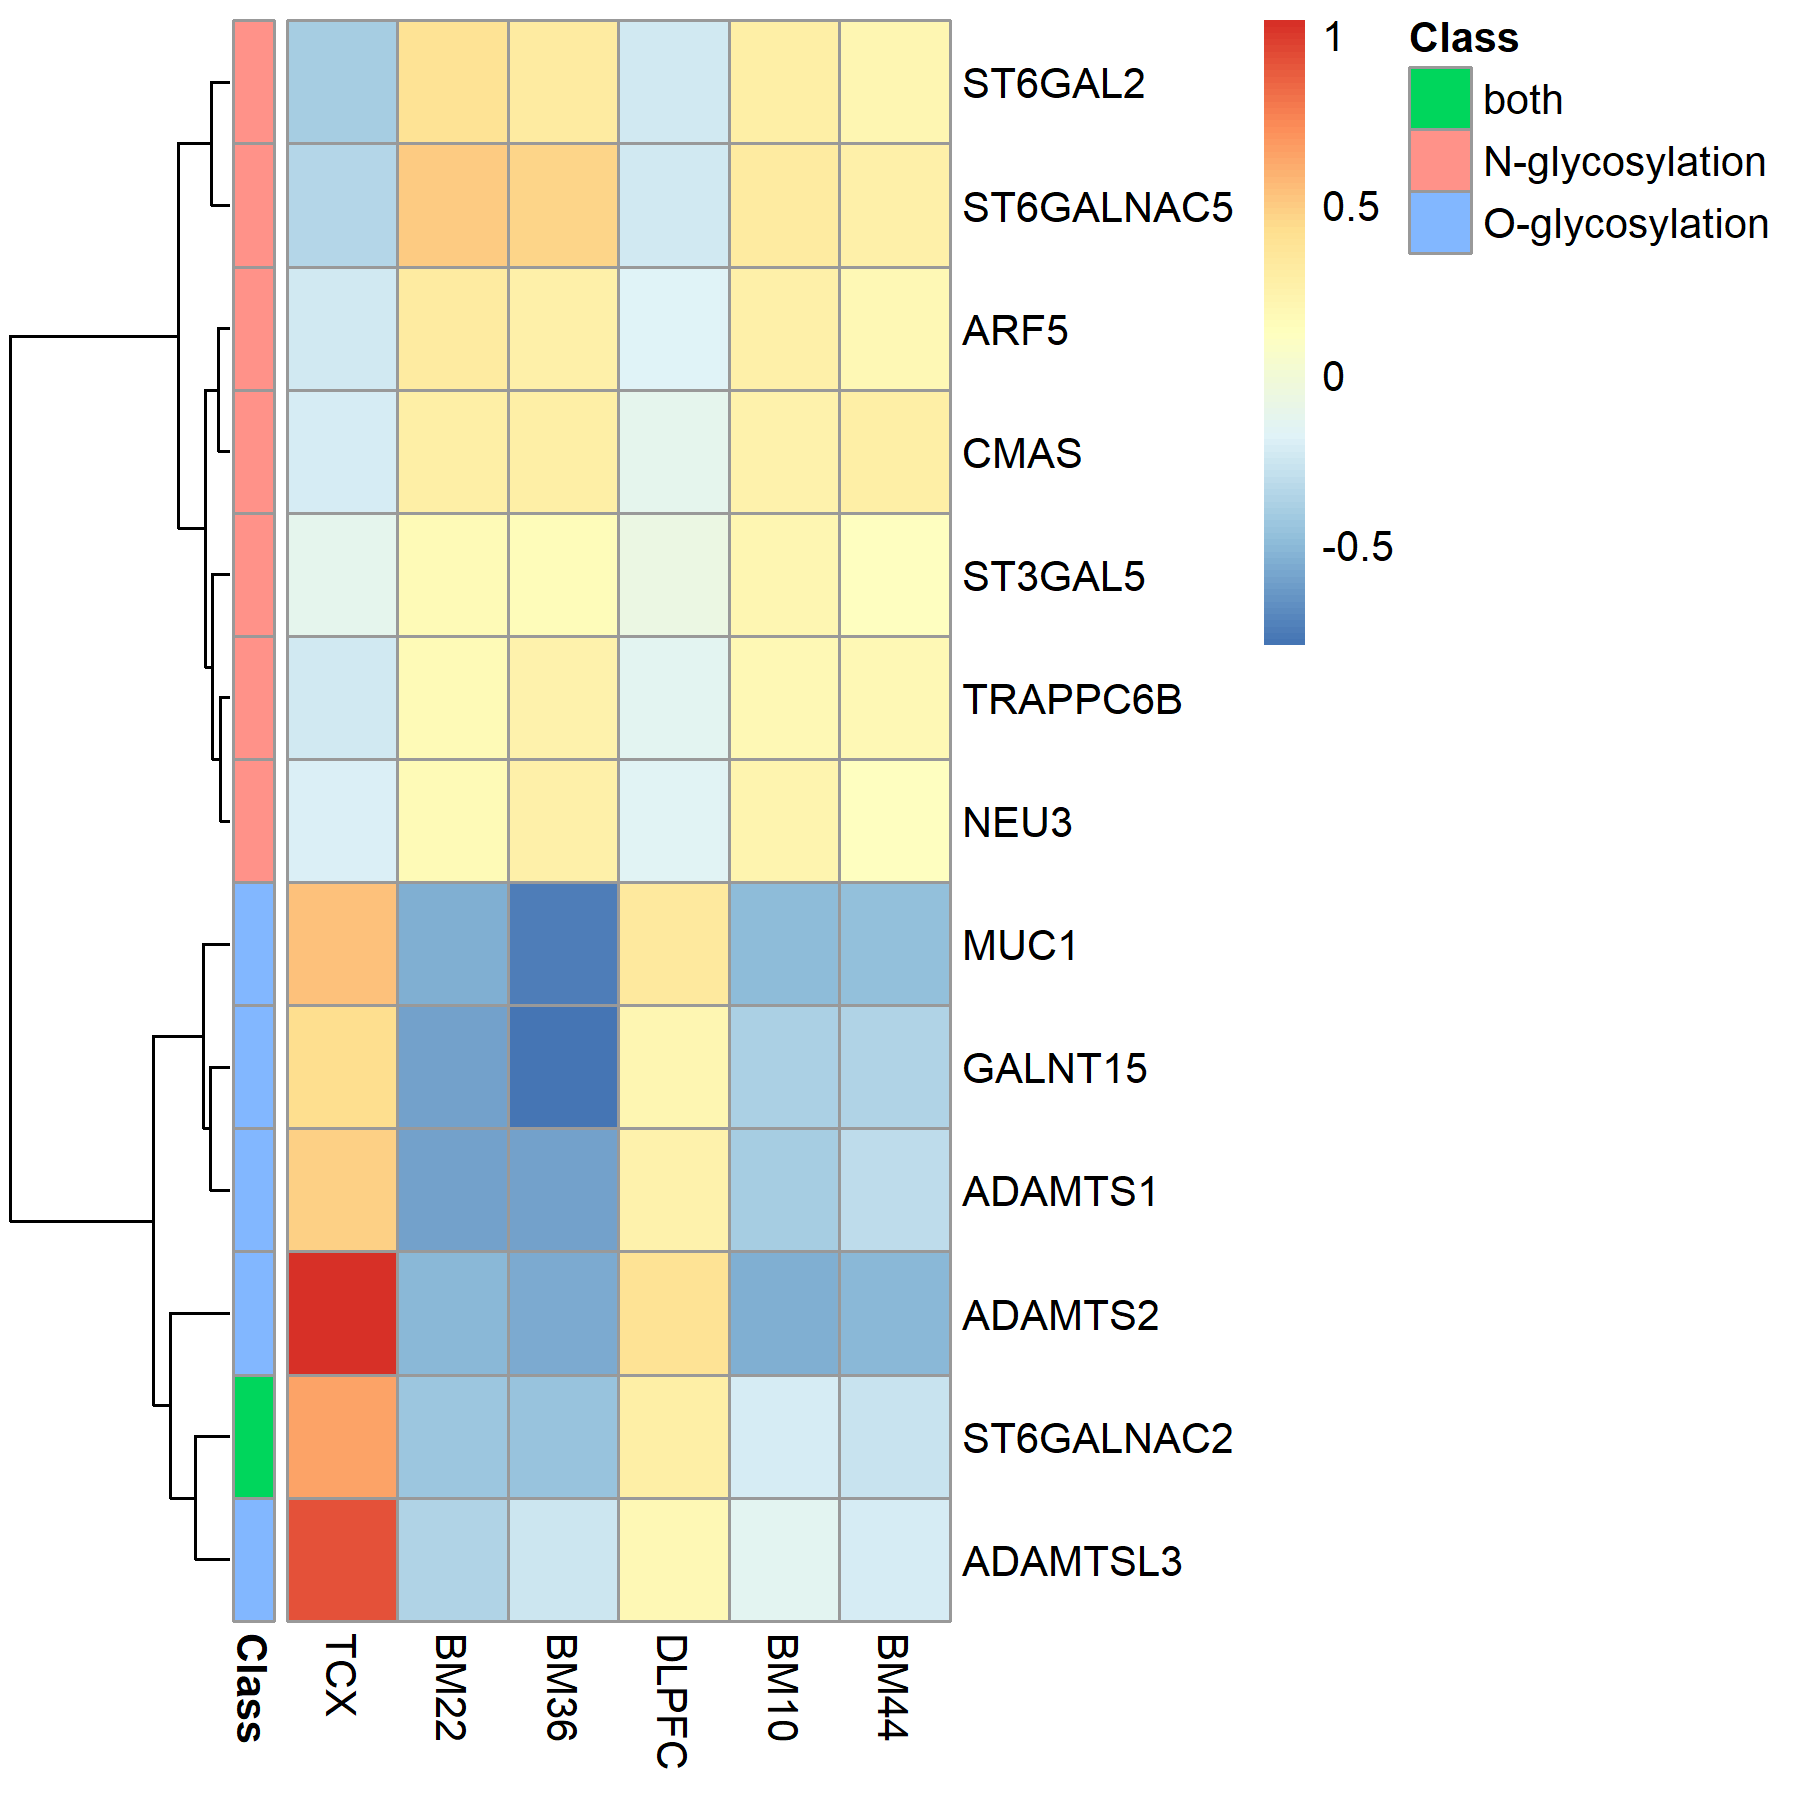 ST6GAL2
ST6GALNAC5
ARF5
CMAS
ST3GAL5
TRAPPC6B
NEU3
MUC1
GALNT15
ADAMTS1
ADAMTS2
ST6GALNAC2
ADAMTSL3
1
0.5
0
-0.5
Class
both
N-glycosylation
O-glycosylation
Class
TCX
BM22
BM36
DLPFC
BM10
BM44